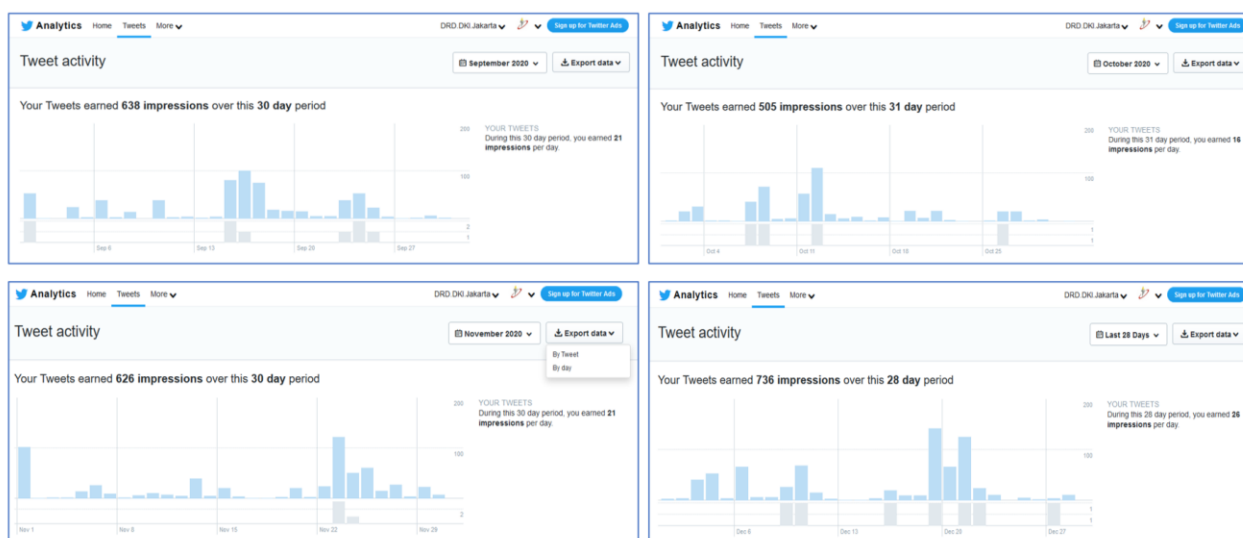 Analytics Home Tweets More DRD.DKI.Jakarta Sign up for Twitter Ads
Tweet activity
September 2020 Export data
Your Tweets earned 638 impressions over this 30 day period
200
100
2
1
YOUR TWEETS
During this 30 day period, you earned 21
impressions per day.
Sep 6 Sep 13 Sep 20 Sep 27
Analytics Home Tweets More DRD.DKI.Jakarta Sign up for Twitter Ads
Tweet activity
October 2020 Export data
Your Tweets earned 505 impressions over this 31 day period
200
100
1
1
YOUR TWEETS
During this 31 day period, you earned 16
impressions per day.
Oct 4 Oct 11 Oct 18 Oct 25
Analytics Home Tweets More DRD.DKI.Jakarta Sign up for Twitter Ads
Tweet activity
November 2020 Export data
By Tweet
By day
Your Tweets earned 626 impressions over this 30 day period
200
100
2
YOUR TWEETS
During this 30 day period, you earned 21
impressions per day.
Nov 1 Nov 8 Nov 15 Nov 22 Nov 29
Analytics Home Tweets More DRD.DKI.Jakarta Sign up for Twitter Ads
Tweet activity
Last 28 Days Export data
Your Tweets earned 736 impressions over this 28 day period
200
100
1
1
YOUR TWEETS
During this 28 day period, you earned 26
impressions per day.
Dec 6 Dec 13 Dec 20 Dec 27